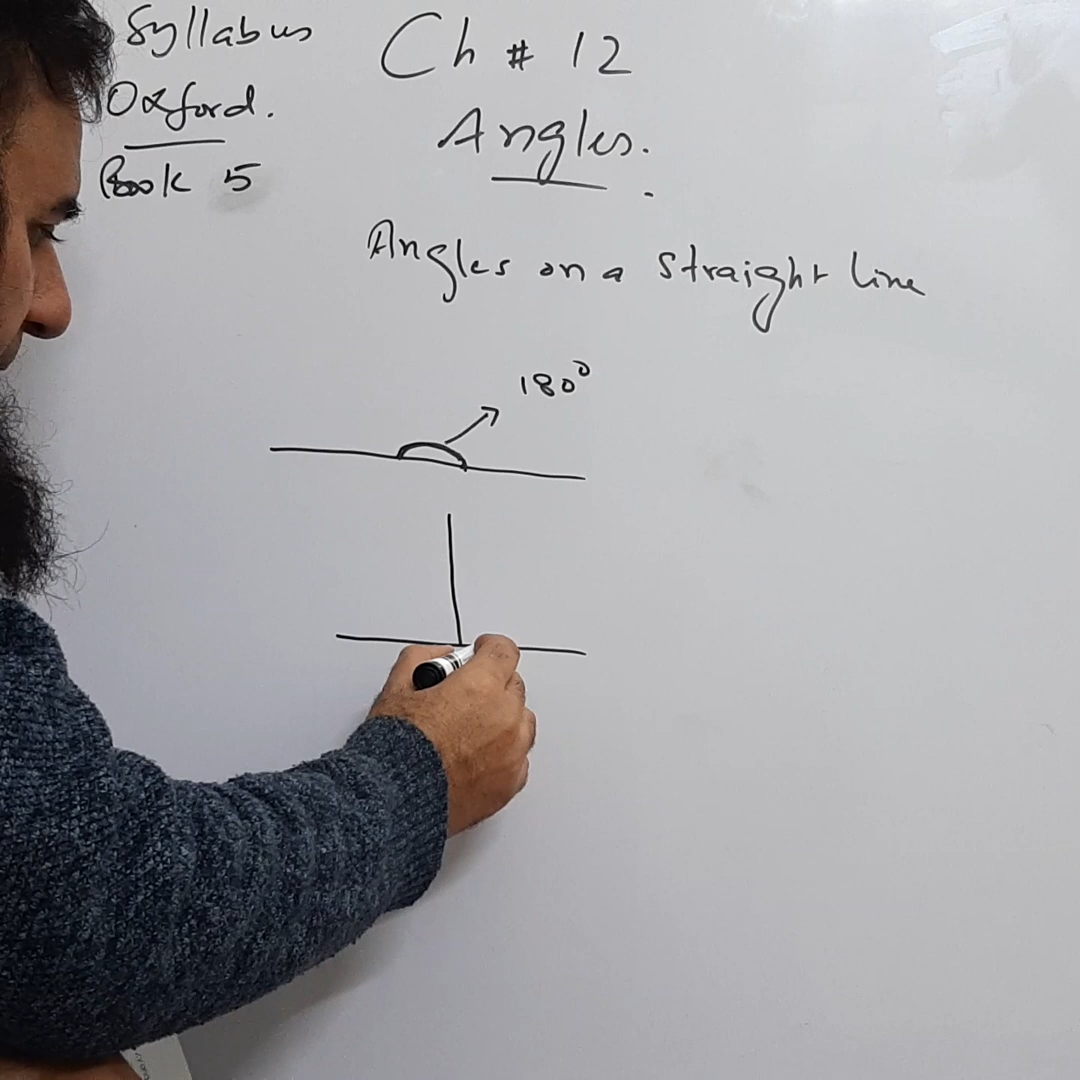 Syllabus
Oxford.
Book 5
Ch # 12
Angles.
Angles on a straight line
180°